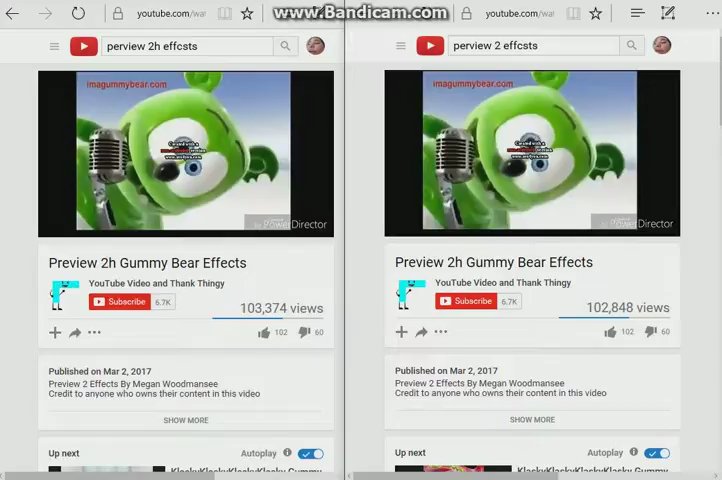 www.Bandicam.com
youtube.com/wat
perview 2h effcsts
imagummybear.com
PowerDirector
Preview 2h Gummy Bear Effects
YouTube Video and Thank Thingy
Subscribe 6.7K
103,374 views
102 60
Published on Mar 2, 2017
Preview 2 Effects By Megan Woodmansee
Credit to anyone who owns their content in this video
SHOW MORE
Up next Autoplay
KlaskyKlaskyKlaskyKlasky Gummy
youtube.com/wat
perview 2 effcsts
imagummybear.com
PowerDirector
Preview 2h Gummy Bear Effects
YouTube Video and Thank Thingy
Subscribe 6.7K
102,848 views
102 60
Published on Mar 2, 2017
Preview 2 Effects By Megan Woodmansee
Credit to anyone who owns their content in this video
SHOW MORE
Up next Autoplay
KlaskyKlaskyKlaskyKlasky Gummy